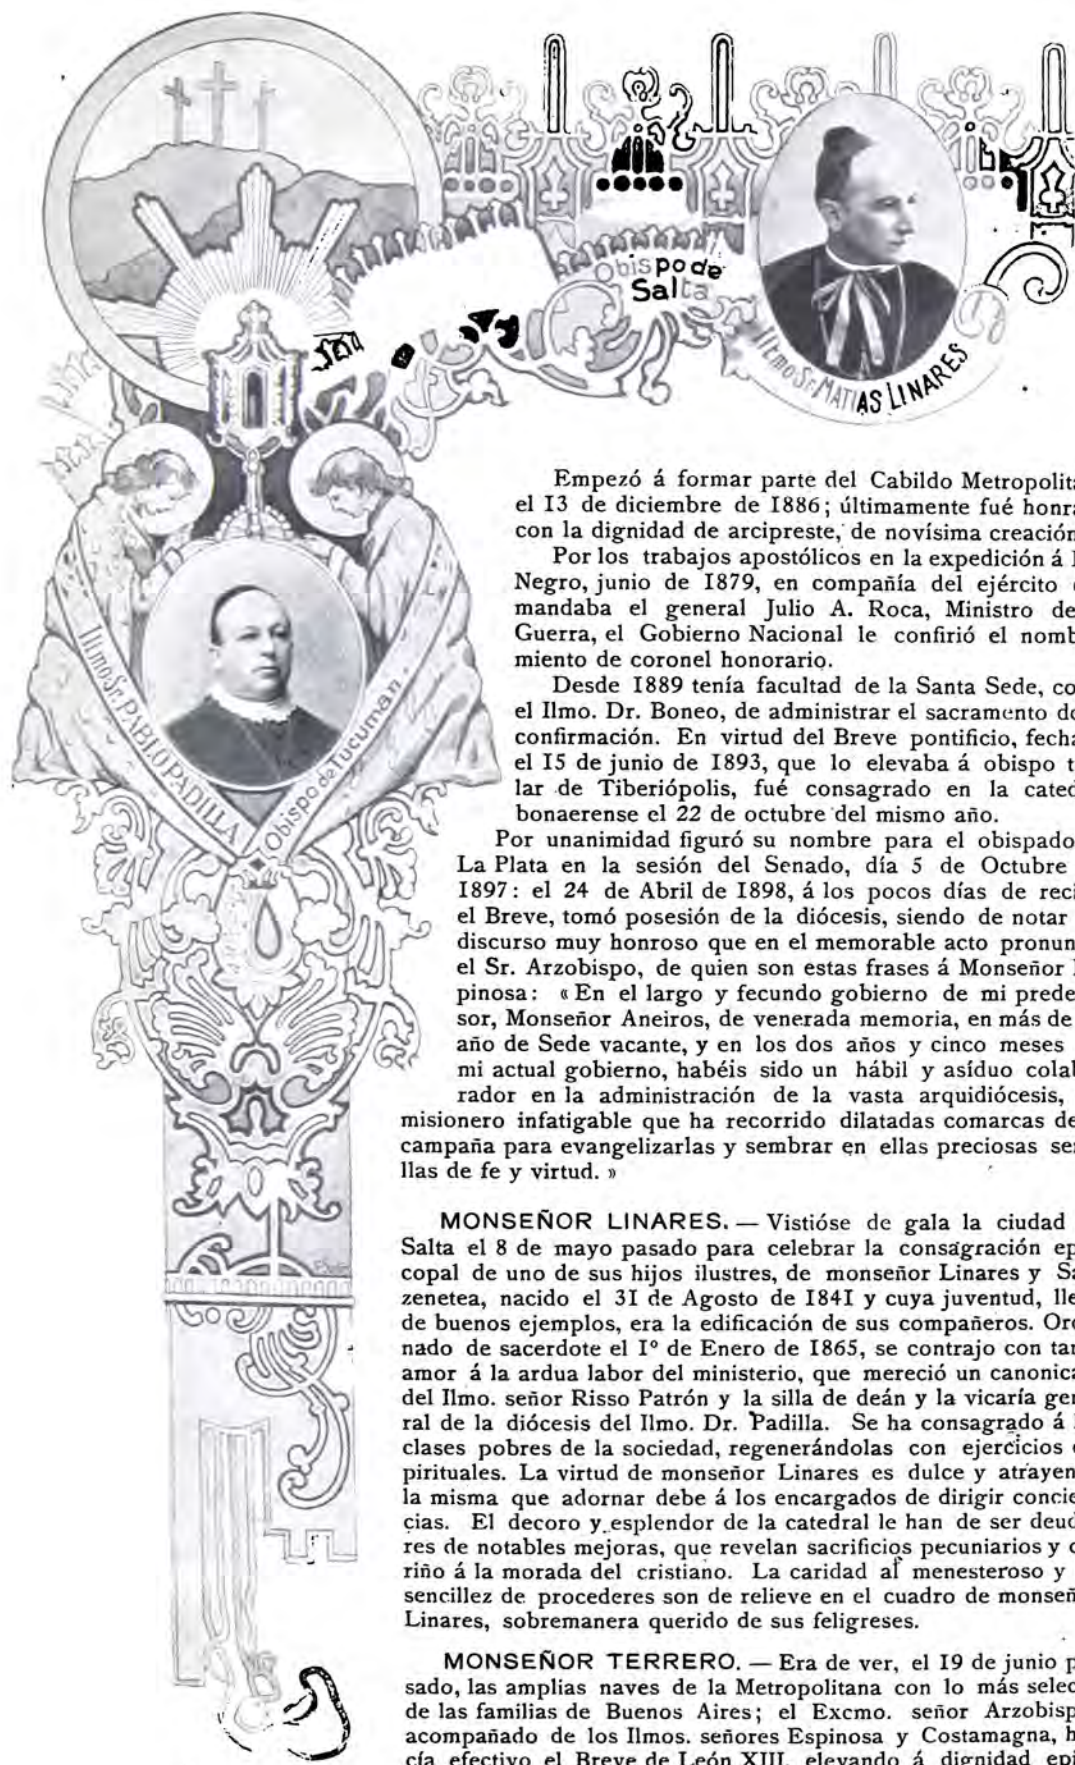 Obispo de
Salta
Iltmo Sr. MATIAS LINARES
Illmo Sr. PABLO PADILLA
Obispo de Tucumán.
Empezó á formar parte del Cabildo Metropolita
el 13 de diciembre de 1886; últimamente fué honra
con la dignidad de arcipreste, de novísima creación
Por los trabajos apostólicos en la expedición á
Negro, junio de 1879, en compañía del ejército
mandaba el general Julio A. Roca, Ministro de
Guerra, el Gobierno Nacional le confirió el nomb
miento de coronel honorario.
Desde 1889 tenía facultad de la Santa Sede, co
el Ilmo. Dr. Boneo, de administrar el sacramento de
confirmación. En virtud del Breve pontificio, fecha
el 15 de junio de 1893, que lo elevaba á obispo t
lar de Tiberiópolis, fué consagrado en la cated
bonaerense el 22 de octubre del mismo año.
Por unanimidad figuró su nombre para el obispado
La Plata en la sesión del Senado, día 5 de Octubre
1897: el 24 de Abril de 1898, á los pocos días de reci
el Breve, tomó posesión de la diócesis, siendo de notar
discurso muy honroso que en el memorable acto pronun
el Sr. Arzobispo, de quien son estas frases á Monseñor
pinosa: «En el largo y fecundo gobierno de mi prede
sor, Monseñor Aneiros, de venerada memoria, en más de
año de Sede vacante, y en los dos años y cinco meses
mi actual gobierno, habéis sido un hábil y asíduo colab
rador en la administración de la vasta arquidiócesis,
misionero infatigable que ha recorrido dilatadas comarcas de
campaña para evangelizarlas y sembrar en ellas preciosas se
llas de fe y virtud.»
MONSEÑOR LINARES. — Vistióse de gala la ciudad
Salta el 8 de mayo pasado para celebrar la consagración ep
copal de uno de sus hijos ilustres, de monseñor Linares y Sa
zenetea, nacido el 31 de Agosto de 1841 y cuya juventud, lle
de buenos ejemplos, era la edificación de sus compañeros. Ord
nado de sacerdote el 1º de Enero de 1865, se contrajo con tan
amor á la ardua labor del ministerio, que mereció un canonica
del Ilmo. señor Risso Patrón y la silla de deán y la vicaría gen
ral de la diócesis del Ilmo. Dr. Padilla. Se ha consagrado á
clases pobres de la sociedad, regenerándolas con ejercicios
pirituales. La virtud de monseñor Linares es dulce y atrayen
la misma que adornar debe á los encargados de dirigir concie
cias. El decoro y esplendor de la catedral le han de ser deud
res de notables mejoras, que revelan sacrificios pecuniarios y c
riño á la morada del cristiano. La caridad al menesteroso y
sencillez de procederes son de relieve en el cuadro de monseñ
Linares, sobremanera querido de sus feligreses.
MONSEÑOR TERRERO. — Era de ver, el 19 de junio p
sado, las amplias naves de la Metropolitana con lo más selec
de las familias de Buenos Aires; el Excmo. señor Arzobisp
acompañado de los Ilmos. señores Espinosa y Costamagna, h
cía efectivo el Breve de León XIII, elevando á dignidad epi